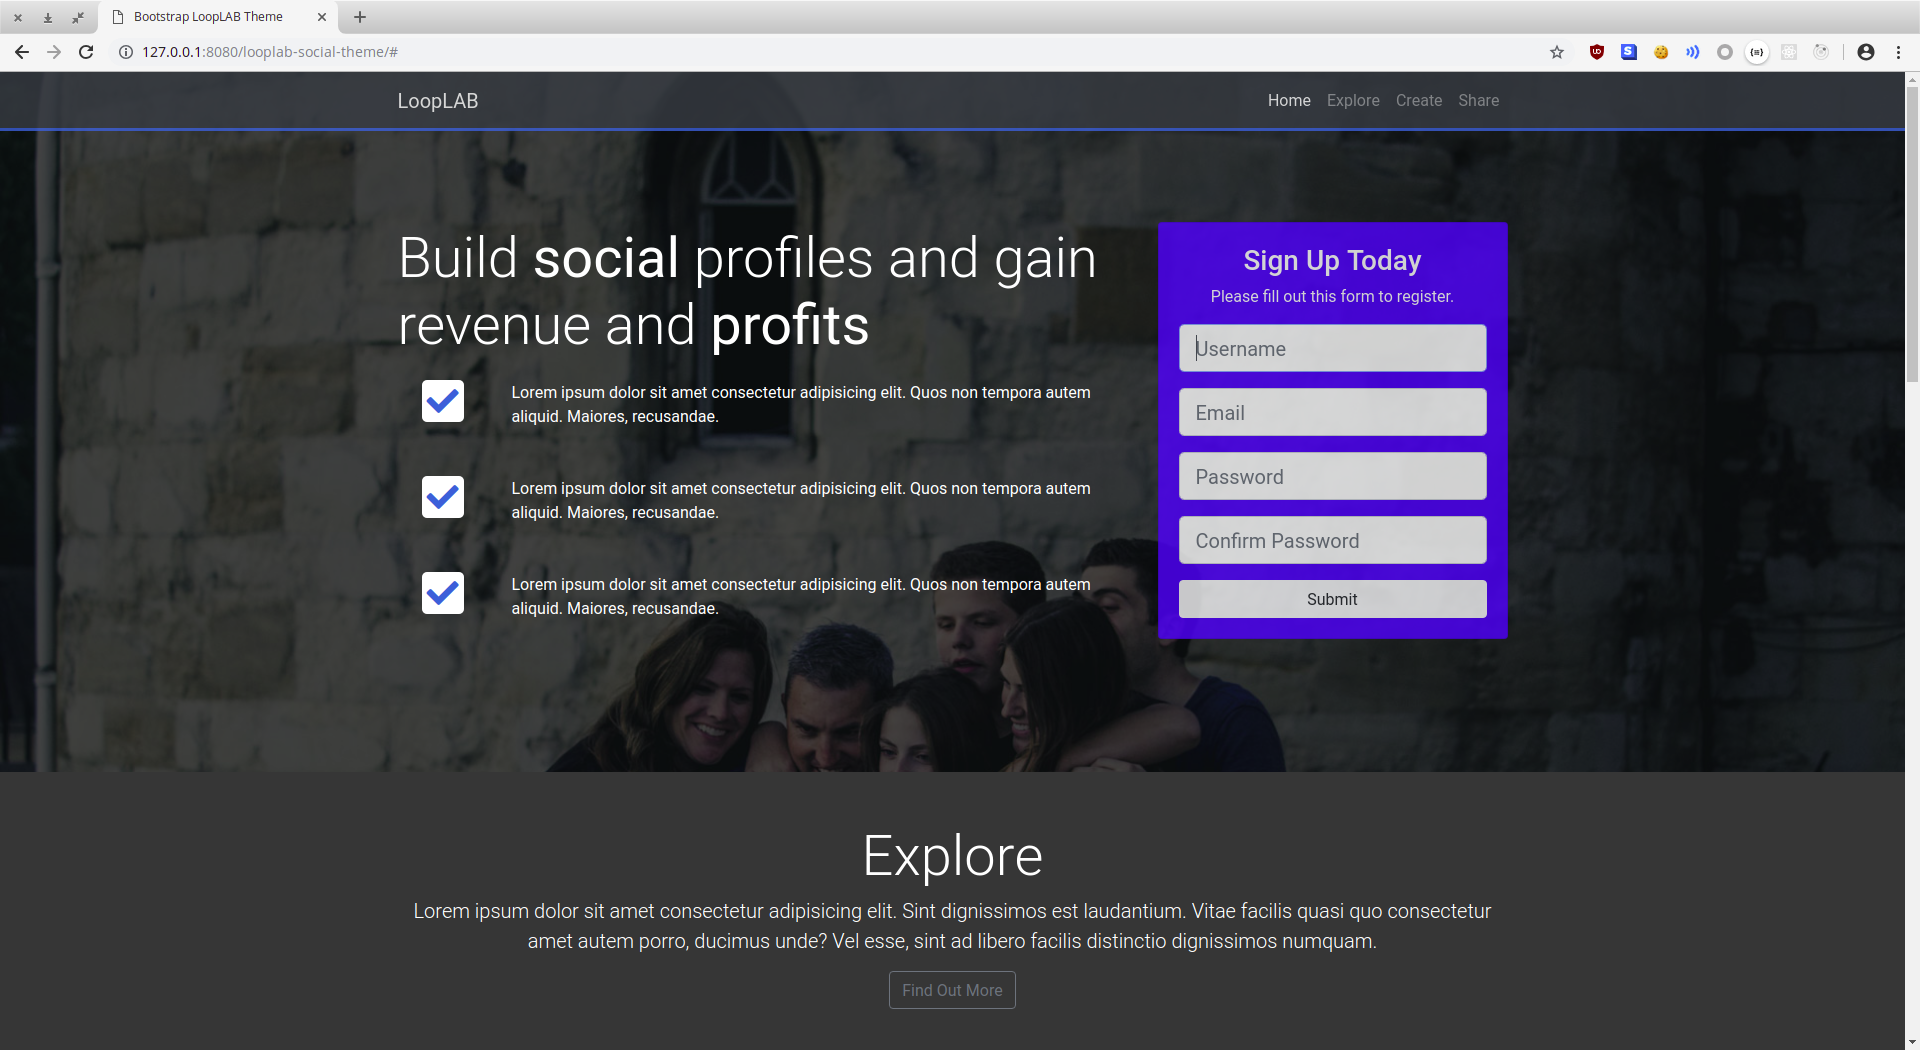 Bootstrap LoopLAB Theme
127.0.0.1:8080/looplab-social-theme/#
LoopLAB
Home Explore Create Share
Build social profiles and gain
revenue and profits
Lorem ipsum dolor sit amet consectetur adipisicing elit. Quos non tempora autem
aliquid. Maiores, recusandae.
Lorem ipsum dolor sit amet consectetur adipisicing elit. Quos non tempora autem
aliquid. Maiores, recusandae.
Lorem ipsum dolor sit amet consectetur adipisicing elit. Quos non tempora autem
aliquid. Maiores, recusandae.
Sign Up Today
Please fill out this form to register.
Username
Email
Password
Confirm Password
Submit
Explore
Lorem ipsum dolor sit amet consectetur adipisicing elit. Sint dignissimos est laudantium. Vitae facilis quasi quo consectetur
amet autem porro, ducimus unde? Vel esse, sint ad libero facilis distinctio dignissimos numquam.
Find Out More